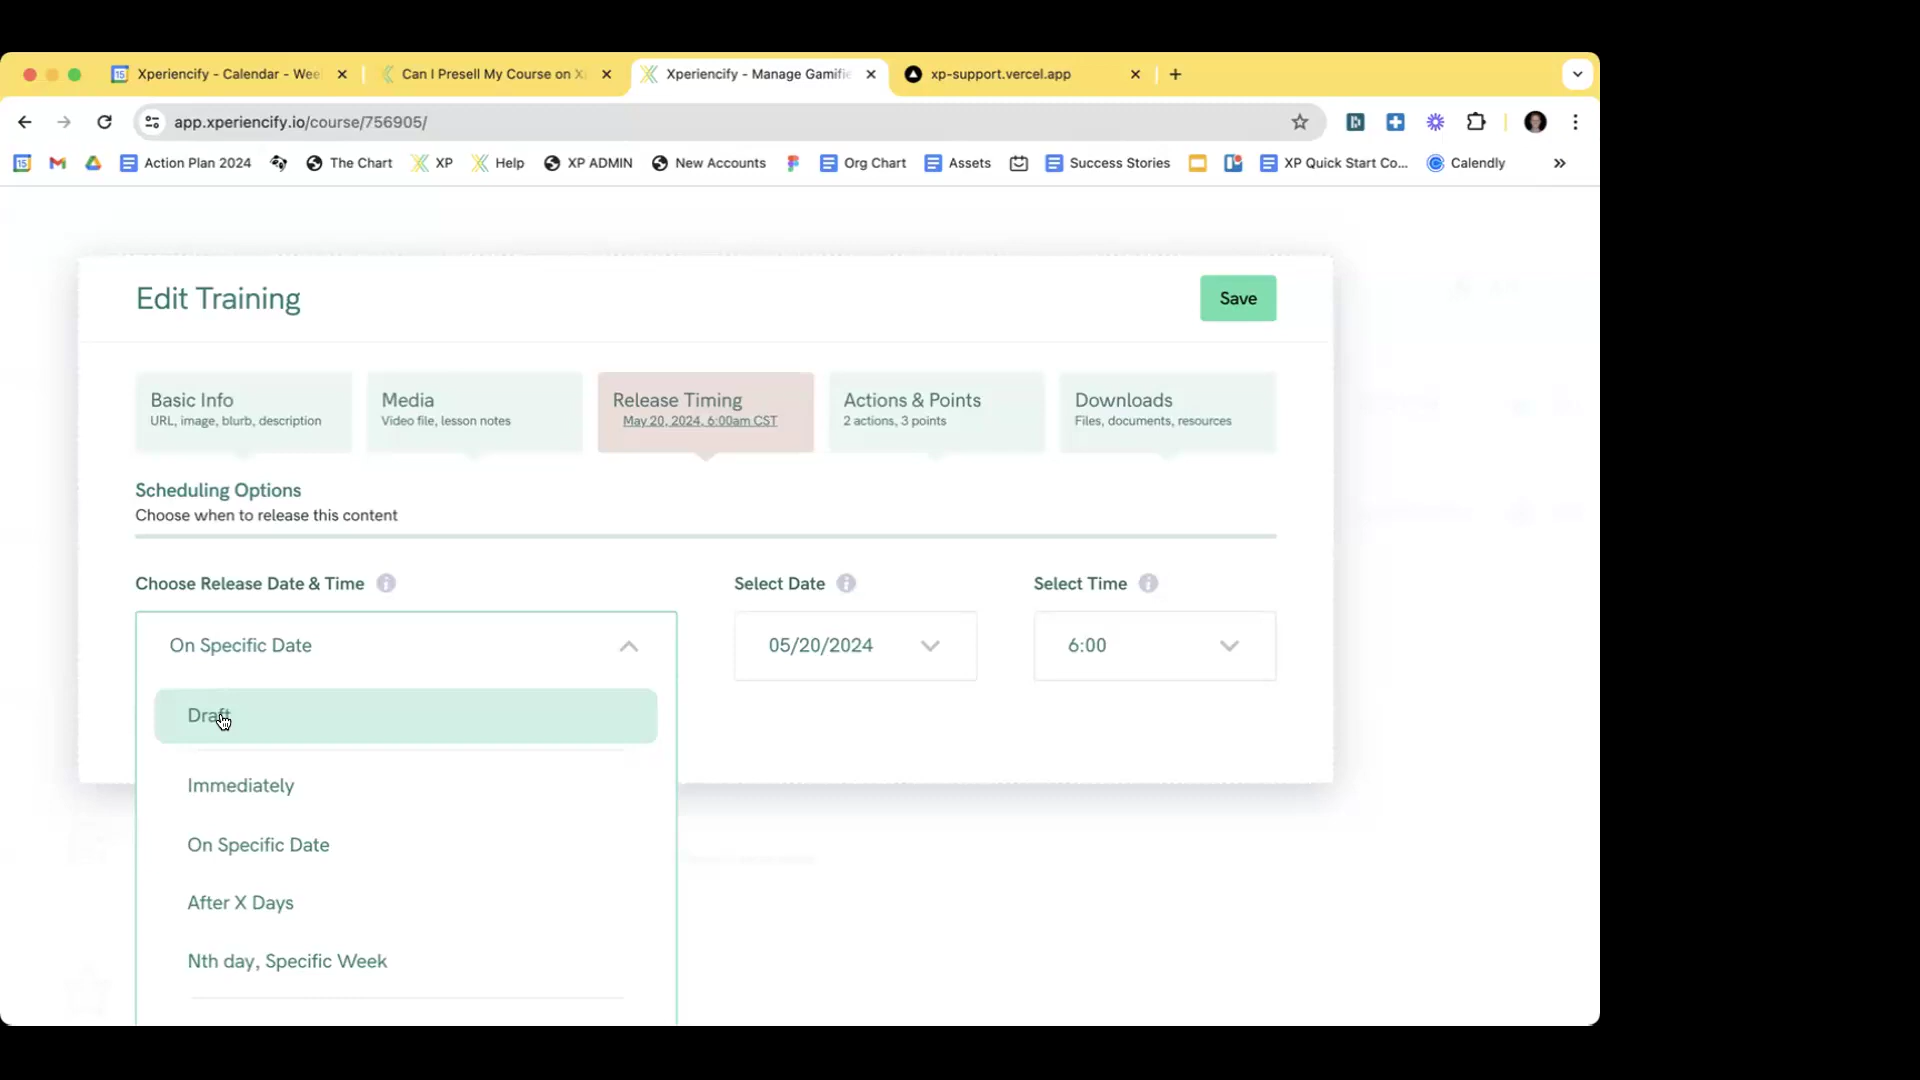 Xperiencify - Calendar - Wee
Can I Presell My Course on X
Xperiencify - Manage Gamifi
xp-support.vercel.app
app.xperiencify.io/course/756905/
15
Action Plan 2024
The Chart
XP
Help
XP ADMIN
New Accounts
Org Chart
Assets
Success Stories
XP Quick Start Co...
Calendly
Edit Training
Save
Basic Info
URL, image, blurb, description
Media
Video file, lesson notes
Release Timing
May 20, 2024, 6:00am CST
Actions & Points
2 actions, 3 points
Downloads
Files, documents, resources
Scheduling Options
Choose when to release this content
Choose Release Date & Time
Select Date
Select Time
On Specific Date
05/20/2024
6:00
Draft
Immediately
On Specific Date
After X Days
Nth day, Specific Week